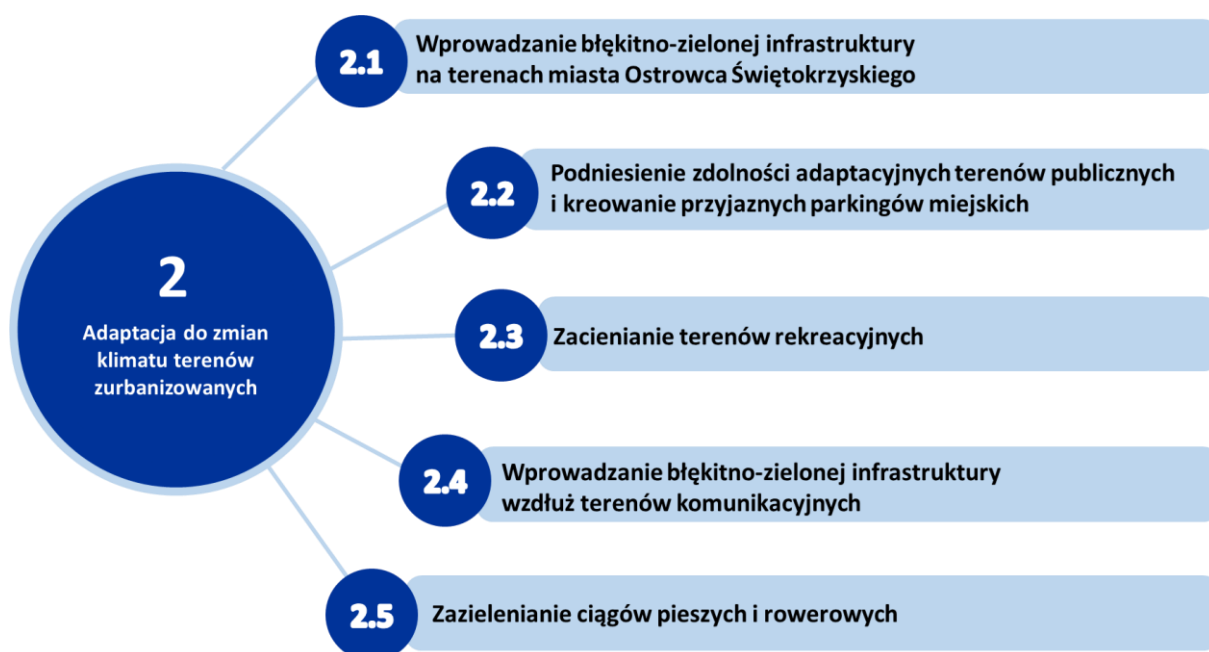 2.1
Wprowadzanie błękitno-zielonej infrastruktury
na terenach miasta Ostrowca Świętokrzyskiego
2.2
Podniesienie zdolności adaptacyjnych terenów publicznych
i kreowanie przyjaznych parkingów miejskich
2
Adaptacja do zmian
klimatu terenów
zurbanizowanych
2.3
Zacienianie terenów rekreacyjnych
2.4
Wprowadzanie błękitno-zielonej infrastruktury
wzdłuż terenów komunikacyjnych
2.5
Zazielenianie ciągów pieszych i rowerowych